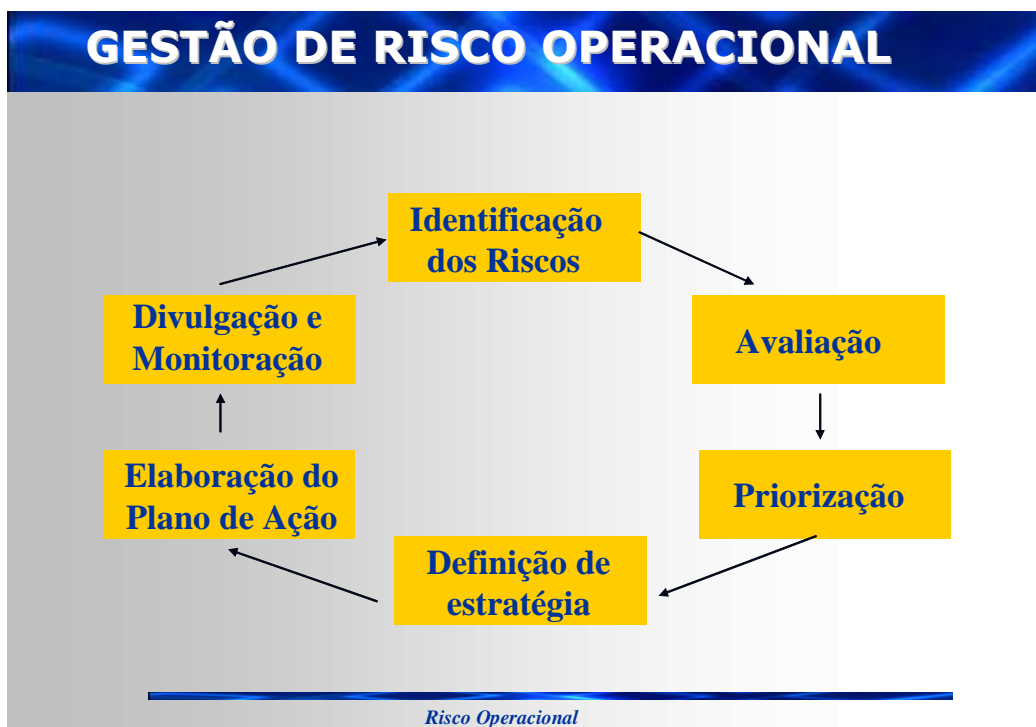 GESTÃO DE RISCO OPERACIONAL
Identificação
dos Riscos
Divulgação e
Monitoração
Avaliação
Elaboração do
Plano de Ação
Priorização
Definição de
estratégia
Risco Operacional